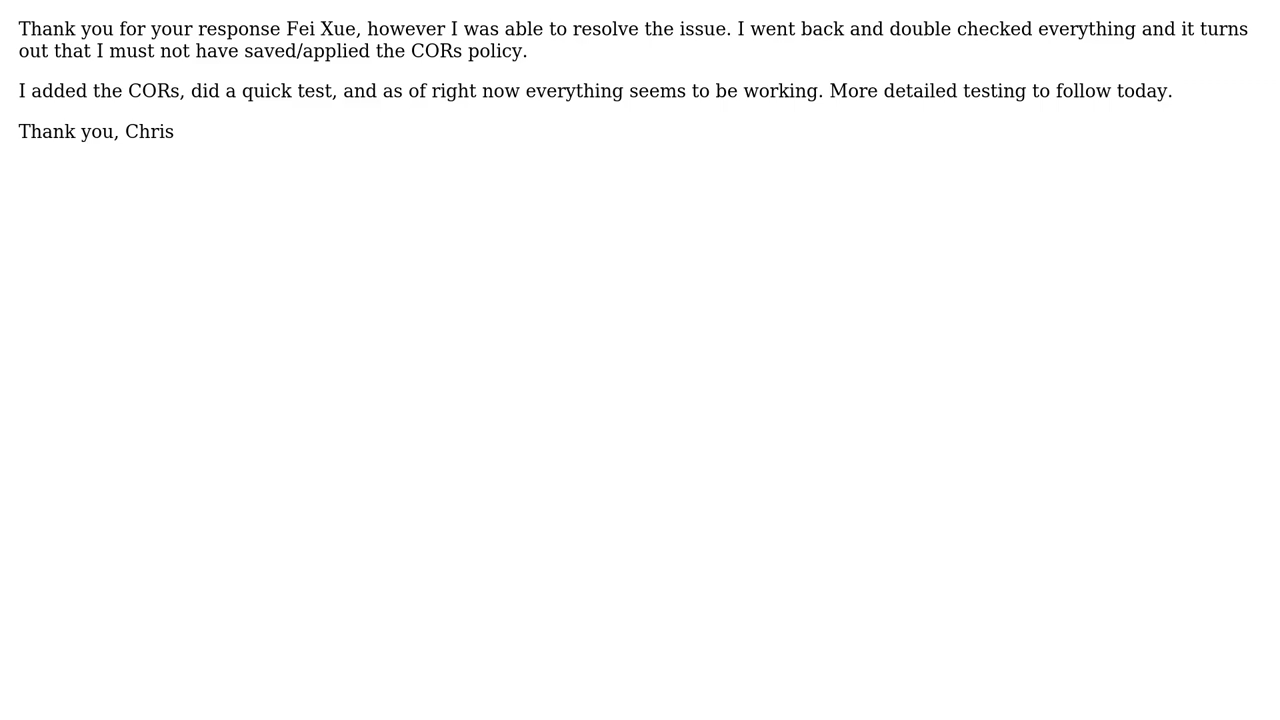 Thank you for your response Fei Xue, however I was able to resolve the issue. I went back and double checked everything and it turns
out that I must not have saved/applied the CORs policy.
I added the CORs, did a quick test, and as of right now everything seems to be working. More detailed testing to follow today.
Thank you, Chris